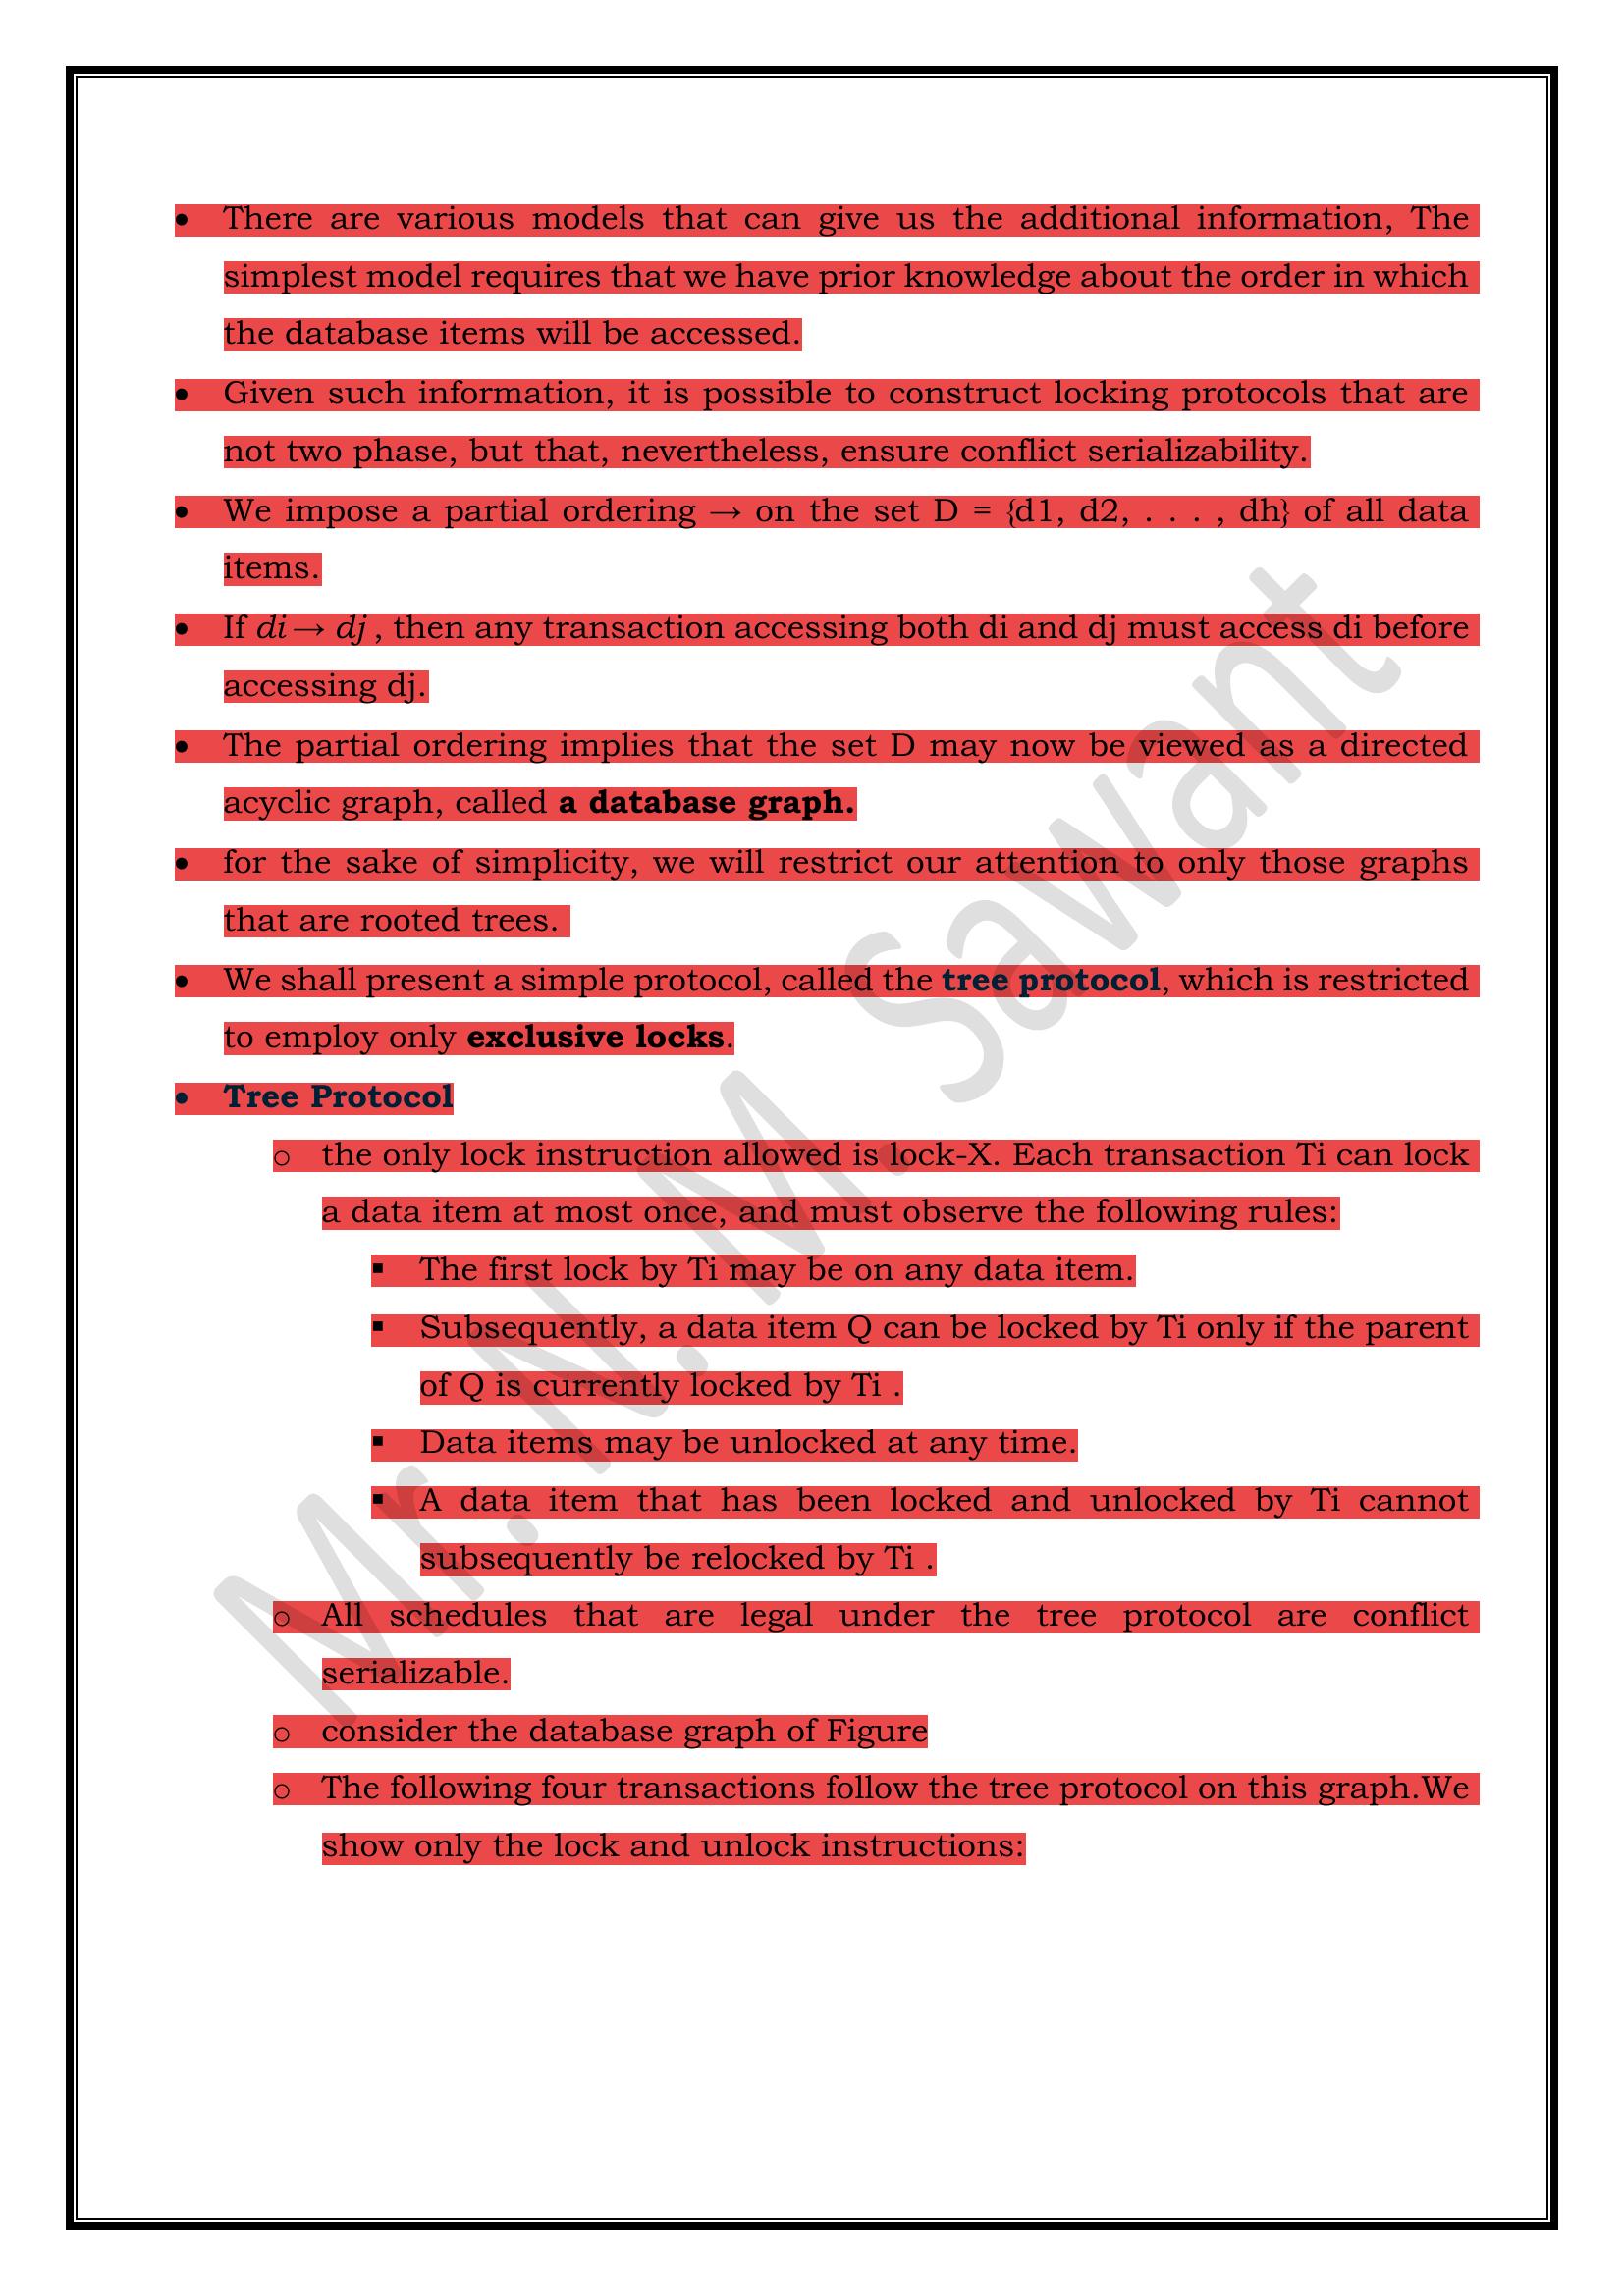 • There are various models that can give us the additional information, The
simplest model requires that we have prior knowledge about the order in which
the database items will be accessed.
• Given such information, it is possible to construct locking protocols that are
not two phase, but that, nevertheless, ensure conflict serializability.
• We impose a partial ordering → on the set D = {d1, d2, . . . , dh} of all data
items.
• If di → dj , then any transaction accessing both di and dj must access di before
accessing dj.
• The partial ordering implies that the set D may now be viewed as a directed
acyclic graph, called a database graph.
• for the sake of simplicity, we will restrict our attention to only those graphs
that are rooted trees.
• We shall present a simple protocol, called the tree protocol, which is restricted
to employ only exclusive locks.
• Tree Protocol
o the only lock instruction allowed is lock-X. Each transaction Ti can lock
a data item at most once, and must observe the following rules:
▪ The first lock by Ti may be on any data item.
▪ Subsequently, a data item Q can be locked by Ti only if the parent
of Q is currently locked by Ti .
▪ Data items may be unlocked at any time.
▪ A data item that has been locked and unlocked by Ti cannot
subsequently be relocked by Ti .
o All schedules that are legal under the tree protocol are conflict
serializable.
o consider the database graph of Figure
o The following four transactions follow the tree protocol on this graph.We
show only the lock and unlock instructions:
Mr. N. M. Sawant